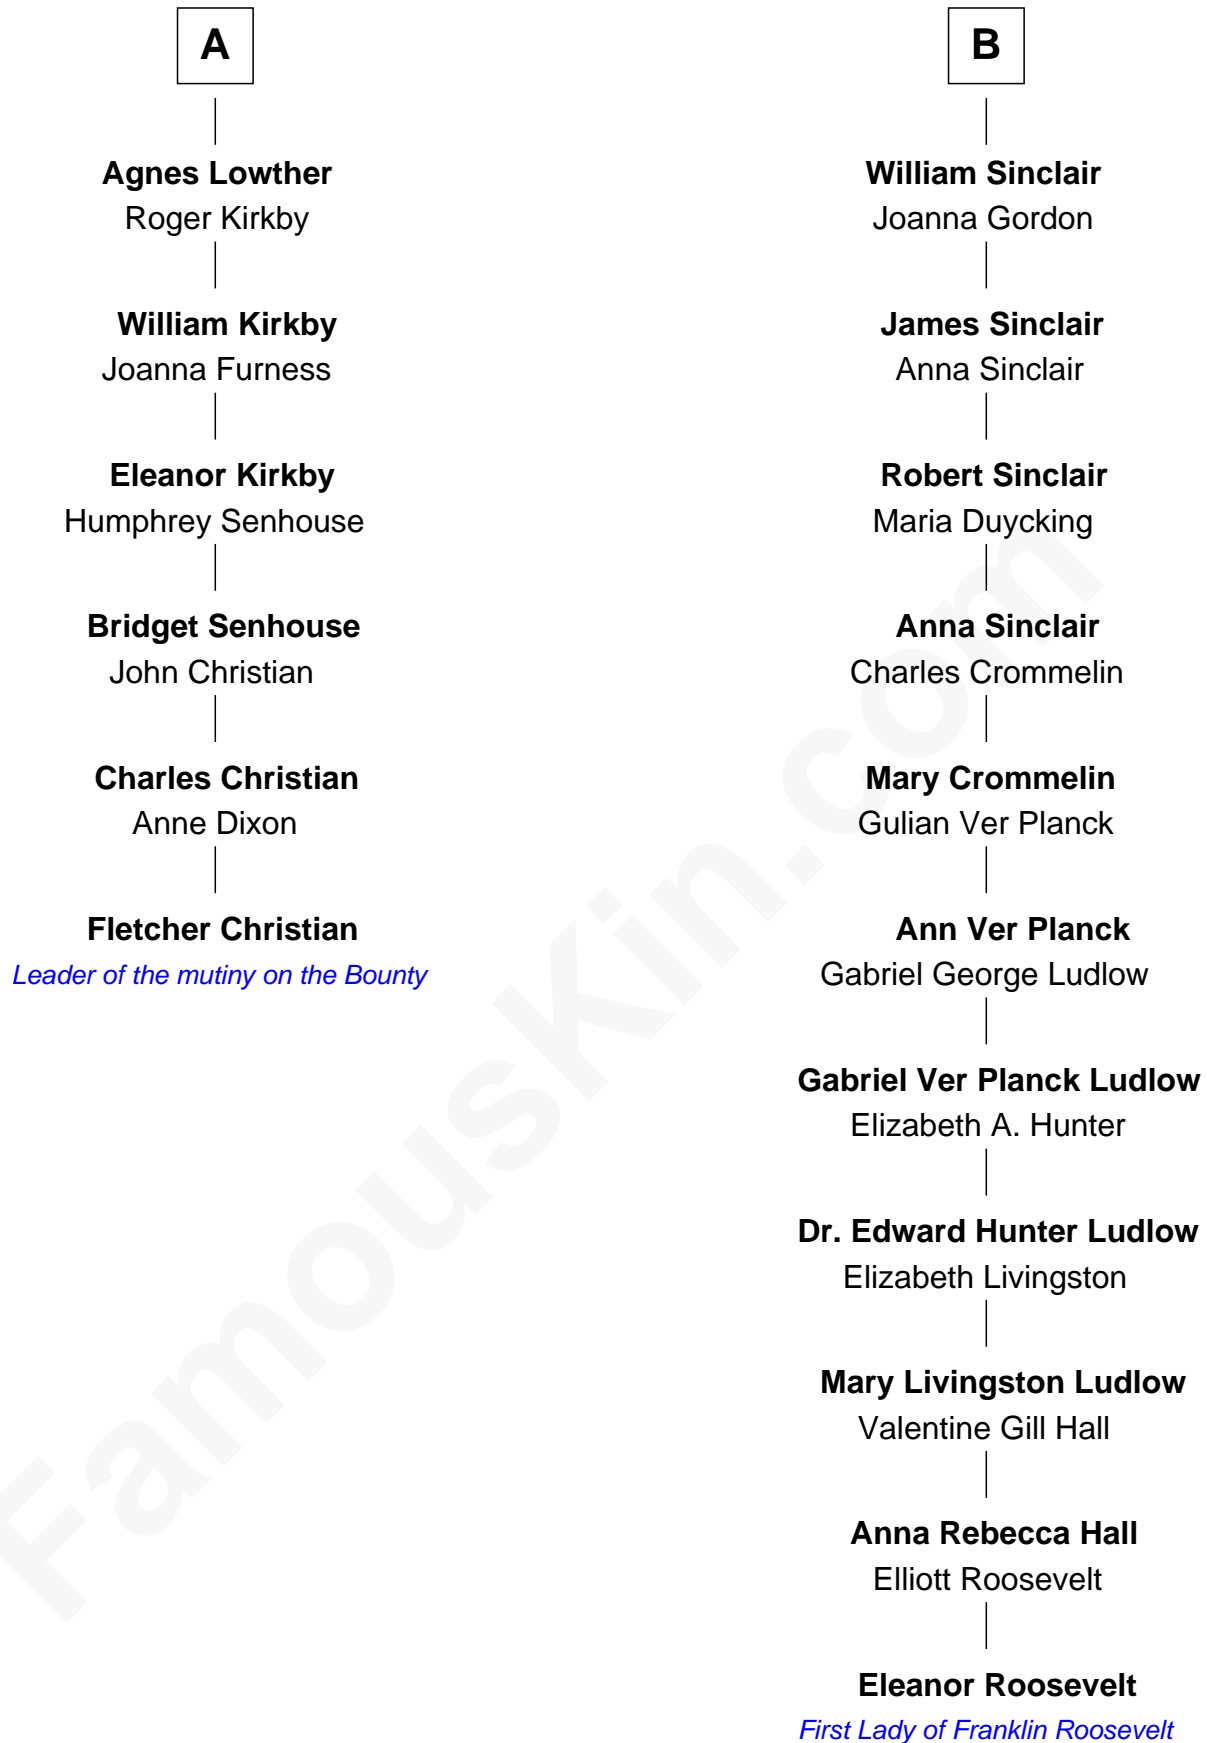 A
Agnes Lowther
Roger Kirkby
William Kirkby
Joanna Furness
Eleanor Kirkby
Humphrey Senhouse
Bridget Senhouse
John Christian
Charles Christian
Anne Dixon
Fletcher Christian
Leader of the mutiny on the Bounty
B
William Sinclair
Joanna Gordon
James Sinclair
Anna Sinclair
Robert Sinclair
Maria Duycking
Anna Sinclair
Charles Crommelin
Mary Crommelin
Gulian Ver Planck
Ann Ver Planck
Gabriel George Ludlow
Gabriel Ver Planck Ludlow
Elizabeth A. Hunter
Dr. Edward Hunter Ludlow
Elizabeth Livingston
Mary Livingston Ludlow
Valentine Gill Hall
Anna Rebecca Hall
Elliott Roosevelt
Eleanor Roosevelt
First Lady of Franklin Roosevelt
FamousKin.com